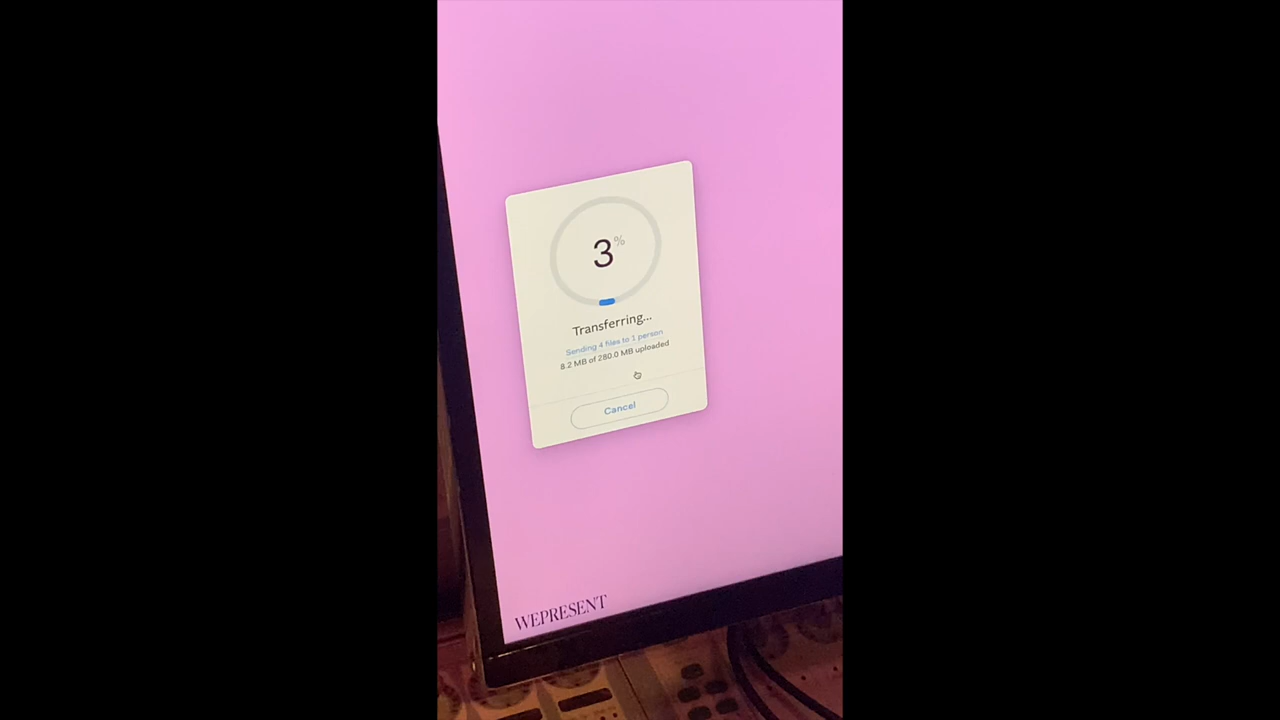 3%
Transferring...
Sending 4 files to 1 person
8.2 MB of 280.0 MB uploaded
Cancel
WEPRESENT